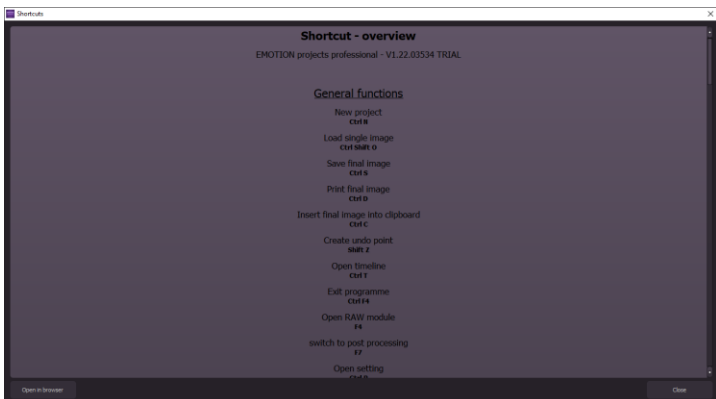 Shortcuts
Shortcut - overview
EMOTION projects professional - V1.22.03534 TRIAL
General functions
New project
Ctrl N
Load single image
Ctrl Shift O
Save final image
Ctrl S
Print final image
Ctrl D
Insert final image into clipboard
Ctrl C
Create undo point
Shift Z
Open timeline
Ctrl T
Exit programme
Ctrl F4
Open RAW module
F4
switch to post processing
F7
Open setting
Open in browser
Close